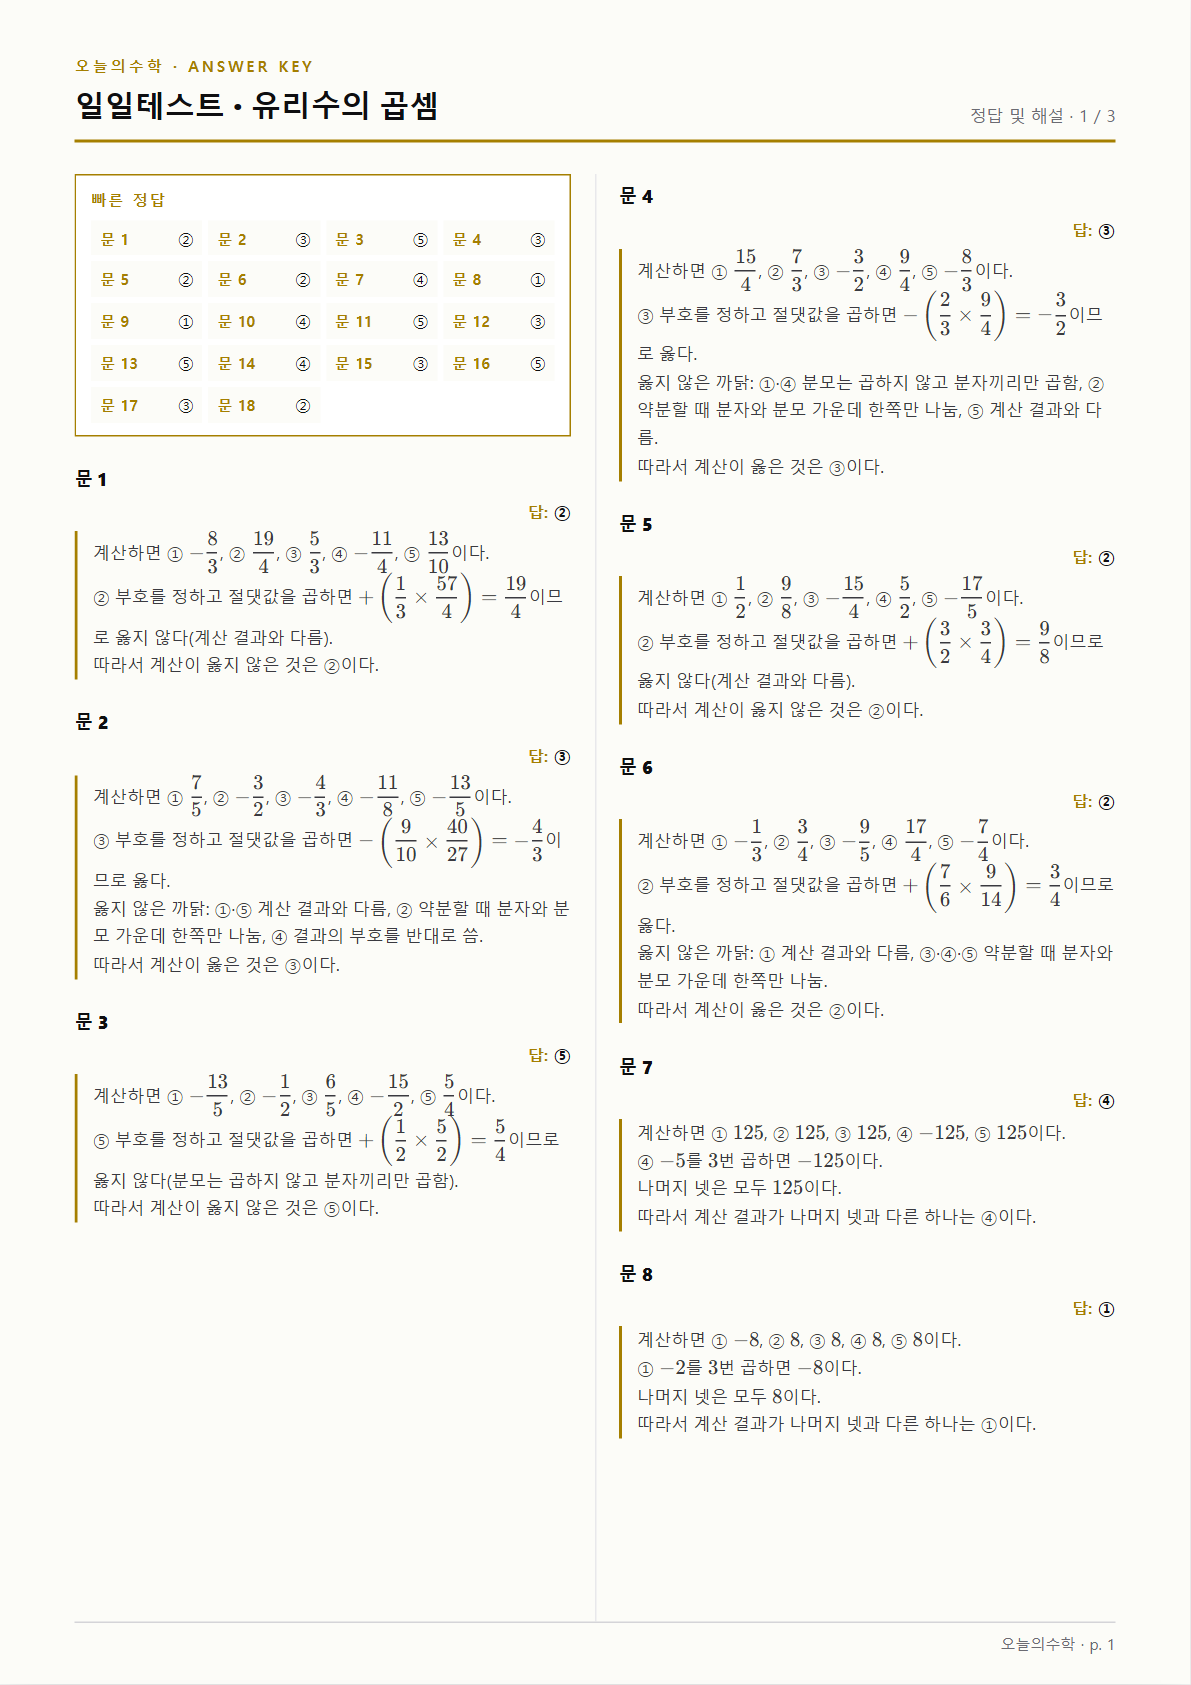 오늘의수학 · ANSWER KEY
일일테스트 · 유리수의 곱셈
정답 및 해설 · 1 / 3
빠른 정답
문 1 ② 문 2 ③ 문 3 ⑤ 문 4 ③
문 5 ② 문 6 ② 문 7 ④ 문 8 ①
문 9 ① 문 10 ④ 문 11 ⑤ 문 12 ③
문 13 ⑤ 문 14 ④ 문 15 ③ 문 16 ⑤
문 17 ③ 문 18 ②
문 1
답: ②
계산하면 ① −8/3, ② 19/4, ③ 5/3, ④ −11/4, ⑤ 13/10이다.
② 부호를 정하고 절댓값을 곱하면 +(1/3 × 57/4) = 19/4이므
로 옳지 않다(계산 결과와 다름).
따라서 계산이 옳지 않은 것은 ②이다.
문 2
답: ③
계산하면 ① 7/5, ② −3/2, ③ −4/3, ④ −11/8, ⑤ −13/5이다.
③ 부호를 정하고 절댓값을 곱하면 −(9/10 × 40/27) = −4/3이
므로 옳다.
옳지 않은 까닭: ①·⑤ 계산 결과와 다름, ② 약분할 때 분자와 분
모 가운데 한쪽만 나눔, ④ 결과의 부호를 반대로 씀.
따라서 계산이 옳은 것은 ③이다.
문 3
답: ⑤
계산하면 ① −13/5, ② −1/2, ③ 6/5, ④ −15/2, ⑤ 5/4이다.
⑤ 부호를 정하고 절댓값을 곱하면 +(1/2 × 5/2) = 5/4이므로
옳지 않다(분모는 곱하지 않고 분자끼리만 곱함).
따라서 계산이 옳지 않은 것은 ⑤이다.
문 4
답: ③
계산하면 ① 15/4, ② 7/3, ③ −3/2, ④ 9/4, ⑤ −8/3이다.
③ 부호를 정하고 절댓값을 곱하면 −(2/3 × 9/4) = −3/2이므
로 옳다.
옳지 않은 까닭: ①·④ 분모는 곱하지 않고 분자끼리만 곱함, ②
약분할 때 분자와 분모 가운데 한쪽만 나눔, ⑤ 계산 결과와 다
름.
따라서 계산이 옳은 것은 ③이다.
문 5
답: ②
계산하면 ① 1/2, ② 9/8, ③ −15/4, ④ 5/2, ⑤ −17/5이다.
② 부호를 정하고 절댓값을 곱하면 +(3/2 × 3/4) = 9/8이므로
옳지 않다(계산 결과와 다름).
따라서 계산이 옳지 않은 것은 ②이다.
문 6
답: ②
계산하면 ① −1/3, ② 3/4, ③ −9/5, ④ 17/4, ⑤ −7/4이다.
② 부호를 정하고 절댓값을 곱하면 +(7/6 × 9/14) = 3/4이므로
옳다.
옳지 않은 까닭: ① 계산 결과와 다름, ③·④·⑤ 약분할 때 분자와
분모 가운데 한쪽만 나눔.
따라서 계산이 옳은 것은 ②이다.
문 7
답: ④
계산하면 ① 125, ② 125, ③ 125, ④ −125, ⑤ 125이다.
④ −5를 3번 곱하면 −125이다.
나머지 넷은 모두 125이다.
따라서 계산 결과가 나머지 넷과 다른 하나는 ④이다.
문 8
답: ①
계산하면 ① −8, ② 8, ③ 8, ④ 8, ⑤ 8이다.
① −2를 3번 곱하면 −8이다.
나머지 넷은 모두 8이다.
따라서 계산 결과가 나머지 넷과 다른 하나는 ①이다.
오늘의수학 · p. 1